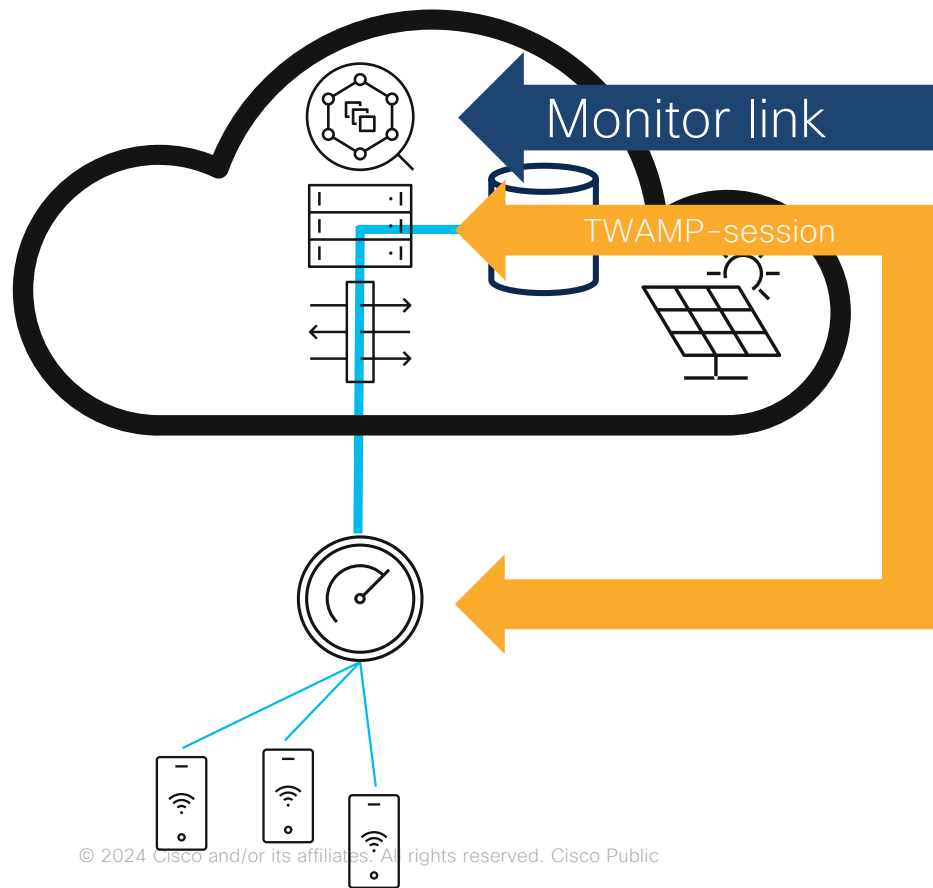 Monitor link
TWAMP-session
© 2024 Cisco and/or its affiliates. All rights reserved. Cisco Public